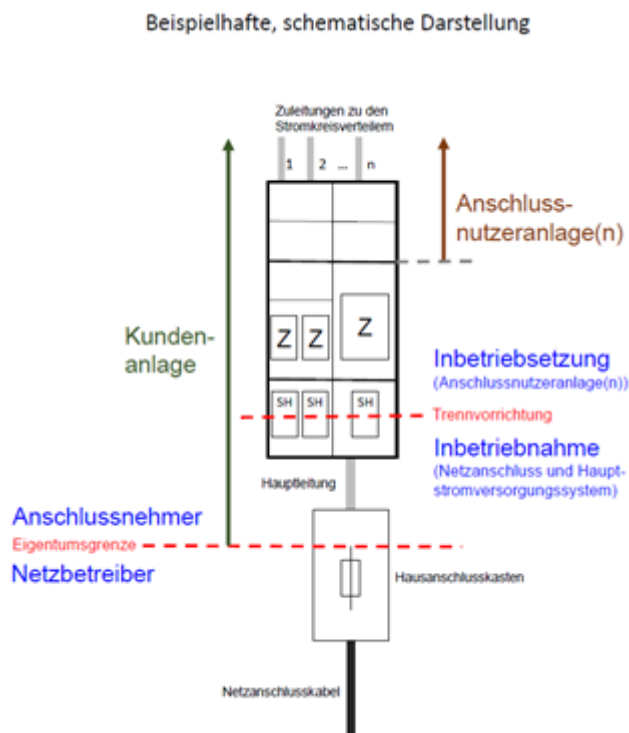 Beispielhafte, schematische Darstellung
Zuleitungen zu den
Stromkreisverteilern
1 2 ... n
Anschluss-
nutzeranlage(n)
Kunden-
anlage
Z Z Z
Inbetriebsetzung
(Anschlussnutzeranlage(n))
SH SH SH
Trennvorrichtung
Inbetriebnahme
(Netzanschluss und Haupt-
stromversorgungssystem)
Hauptleitung
Anschlussnehmer
Eigentumsgrenze
Netzbetreiber
Hausanschlusskasten
Netzanschlusskabel